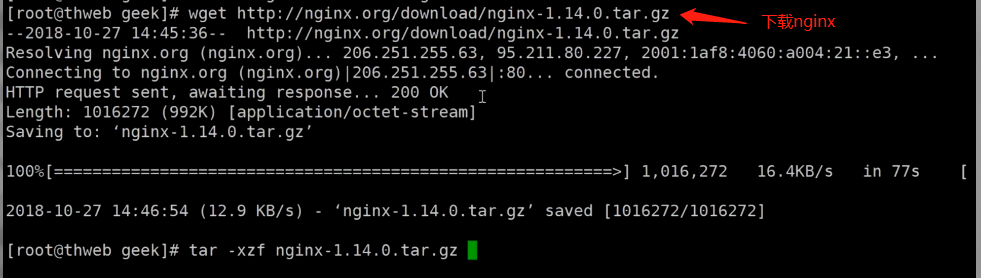 [root@thweb geek]# wget http://nginx.org/download/nginx-1.14.0.tar.gz 下载nginx
--2018-10-27 14:45:36--  http://nginx.org/download/nginx-1.14.0.tar.gz
Resolving nginx.org (nginx.org)... 206.251.255.63, 95.211.80.227, 2001:1af8:4060:a004:21::e3, ...
Connecting to nginx.org (nginx.org)|206.251.255.63|:80... connected.
HTTP request sent, awaiting response... 200 OK
Length: 1016272 (992K) [application/octet-stream]
Saving to: ‘nginx-1.14.0.tar.gz’
100%[==========================================================>] 1,016,272   16.4KB/s   in 77s    [
2018-10-27 14:46:54 (12.9 KB/s) - ‘nginx-1.14.0.tar.gz’ saved [1016272/1016272]
[root@thweb geek]# tar -xzf nginx-1.14.0.tar.gz